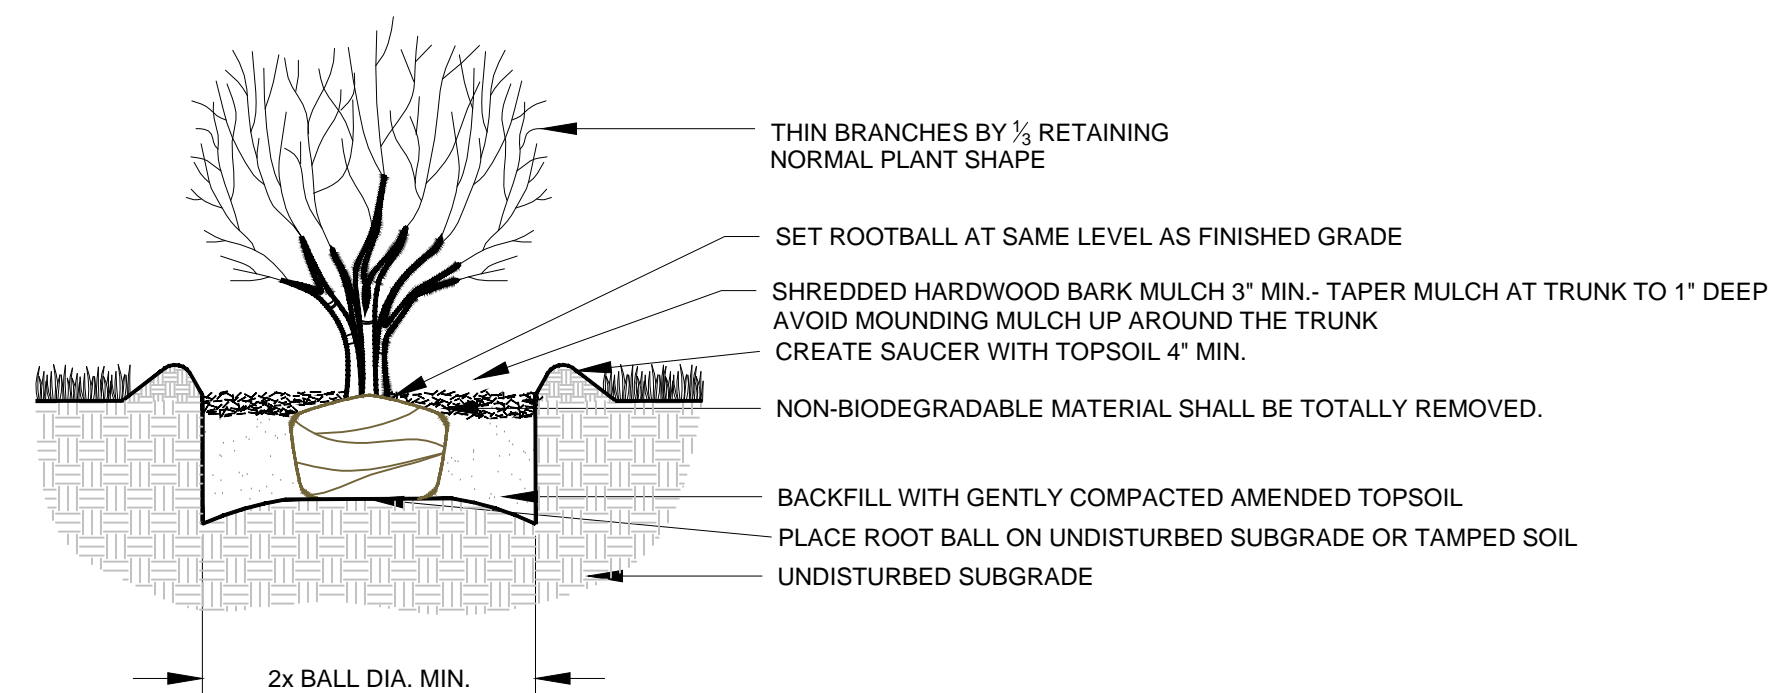 THIN BRANCHES BY ⅓ RETAINING
NORMAL PLANT SHAPE
SET ROOTBALL AT SAME LEVEL AS FINISHED GRADE
SHREDDED HARDWOOD BARK MULCH 3" MIN.- TAPER MULCH AT TRUNK TO 1" DEEP
AVOID MOUNDING MULCH UP AROUND THE TRUNK
CREATE SAUCER WITH TOPSOIL 4" MIN.
NON-BIODEGRADABLE MATERIAL SHALL BE TOTALLY REMOVED.
BACKFILL WITH GENTLY COMPACTED AMENDED TOPSOIL
PLACE ROOT BALL ON UNDISTURBED SUBGRADE OR TAMPED SOIL
UNDISTURBED SUBGRADE
2x BALL DIA. MIN.